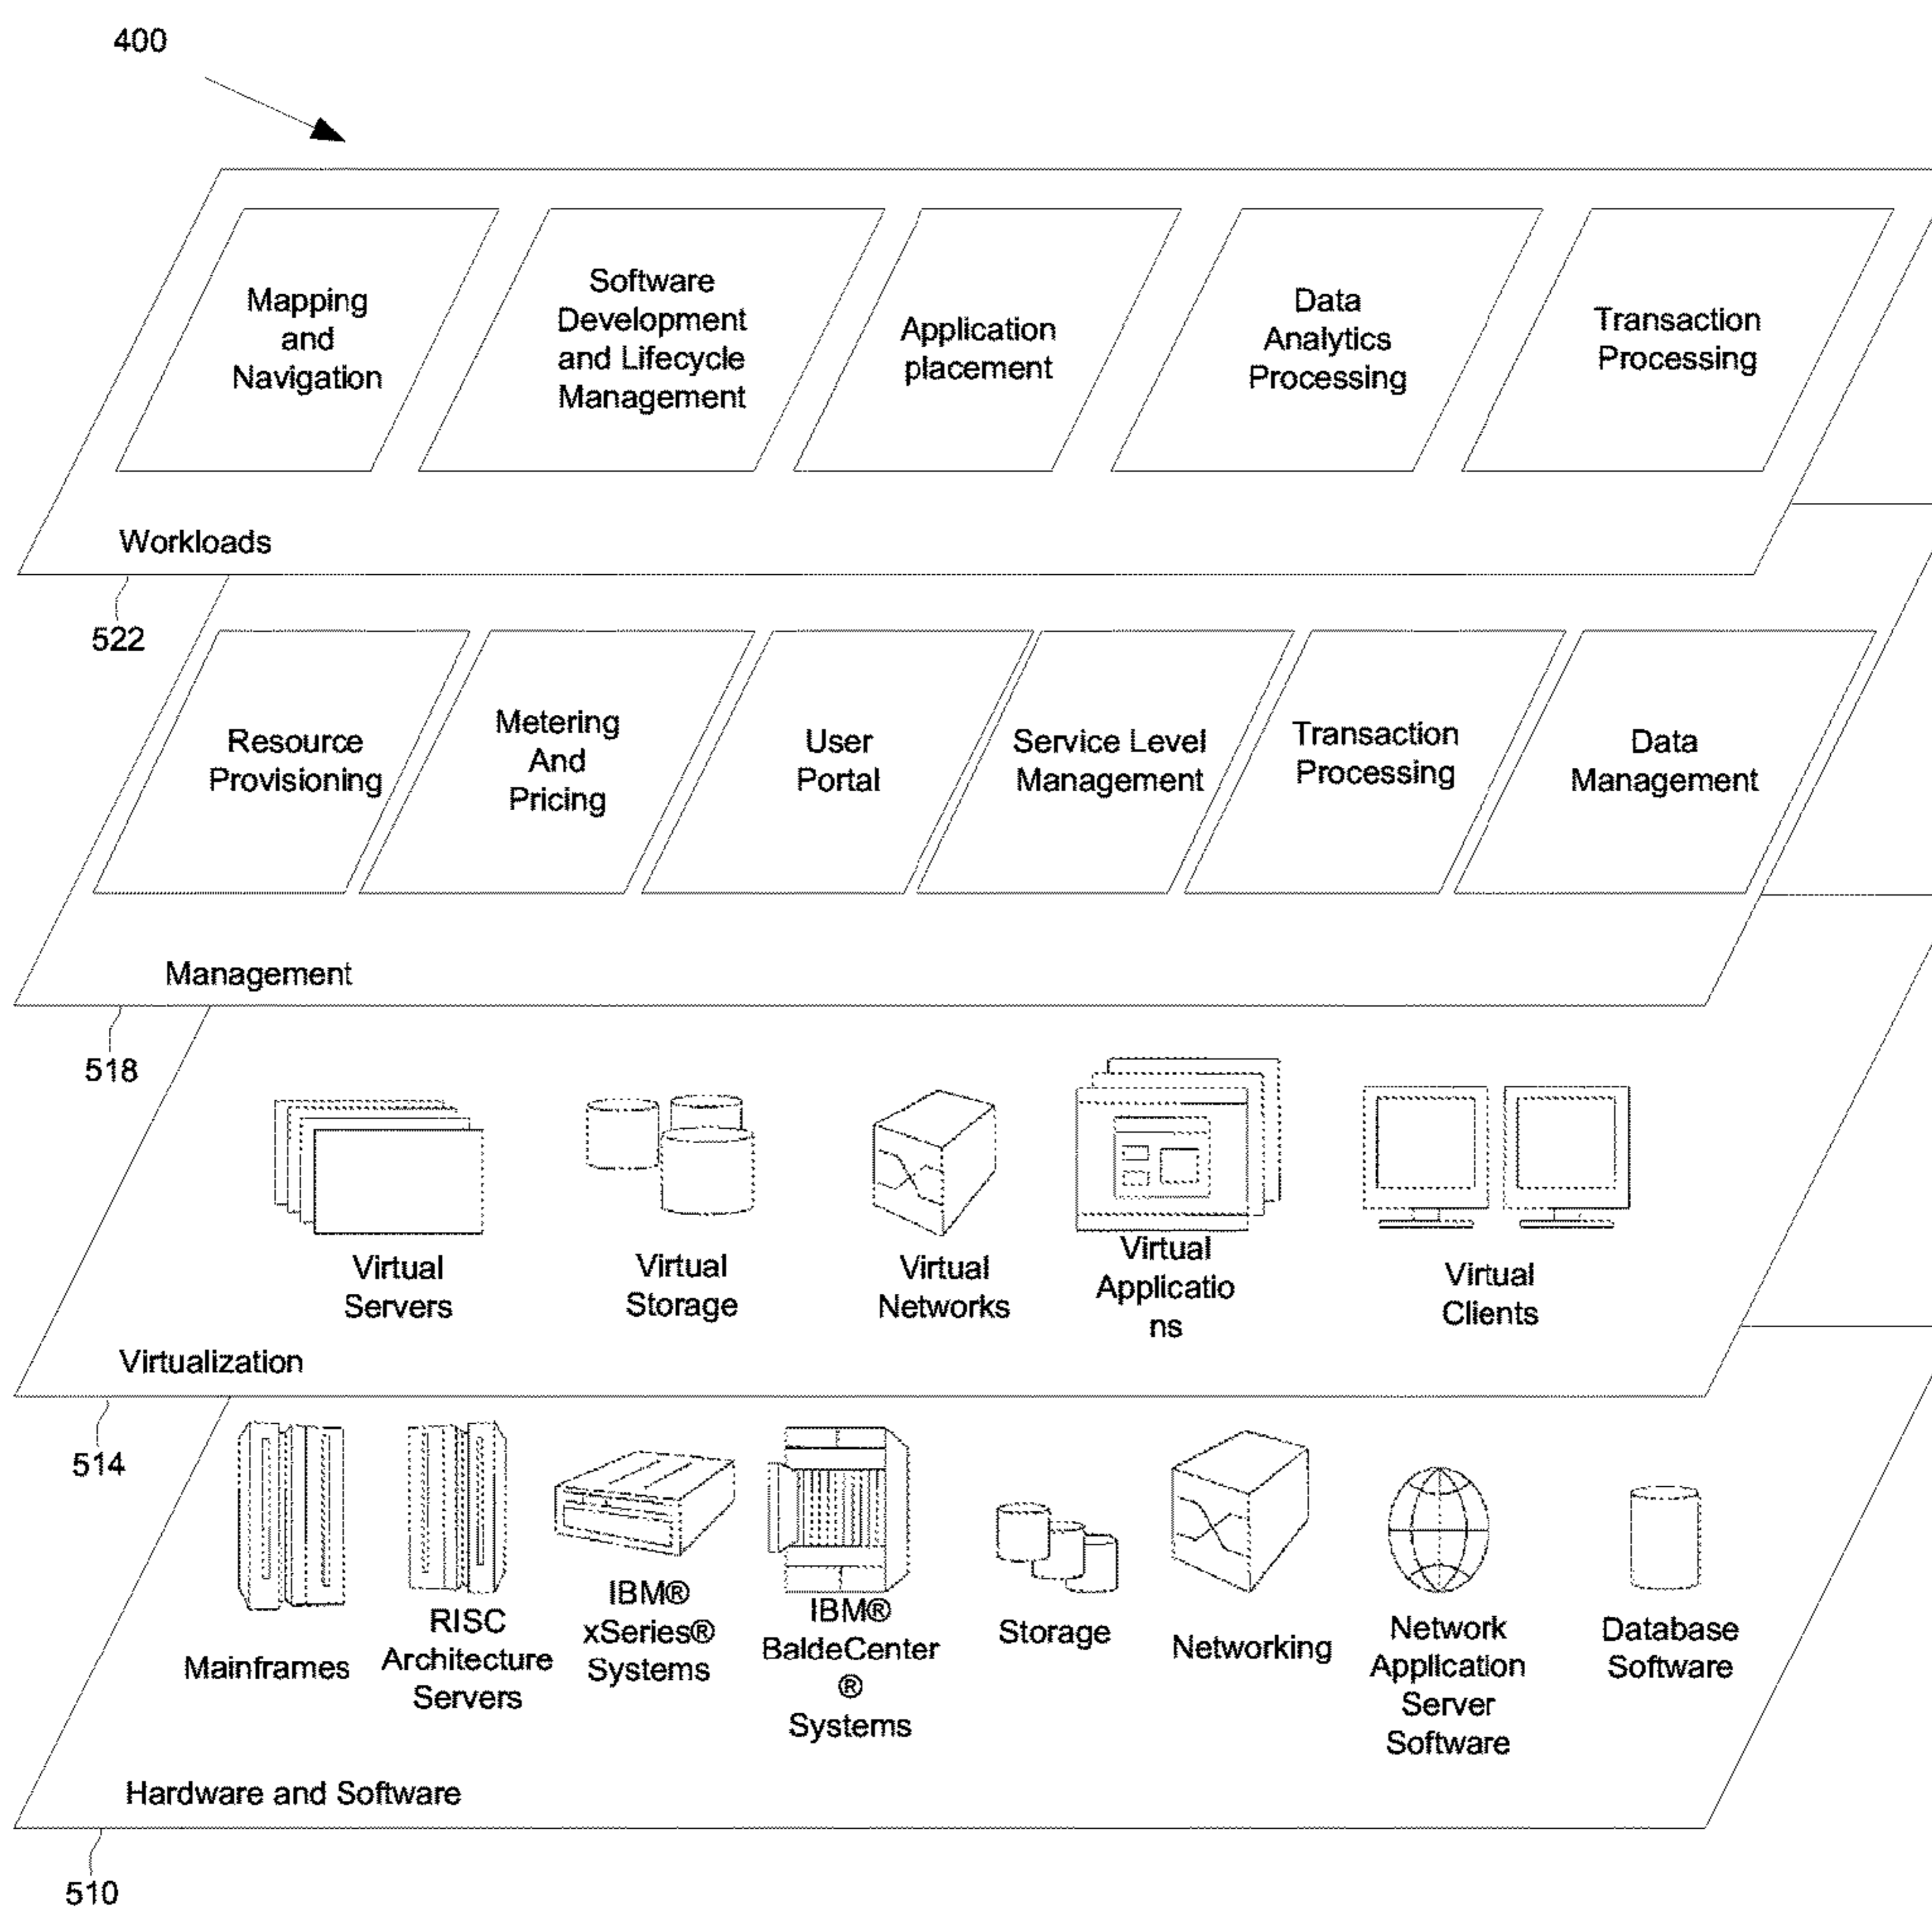 400
Mapping
and
Navigation
Software
Development
and Lifecycle
Management
Application
placement
Data
Analytics
Processing
Transaction
Processing
Workloads
522
Resource
Provisioning
Metering
And
Pricing
User
Portal
Service Level
Management
Transaction
Processing
Data
Management
Management
518
Virtual
Servers
Virtual
Storage
Virtual
Networks
Virtual
Applicatio
ns
Virtual
Clients
Virtualization
514
Mainframes
RISC
Architecture
Servers
IBM®
xSeries®
Systems
IBM®
BaldeCenter
®
Systems
Storage
Networking
Network
Application
Server
Software
Database
Software
Hardware and Software
510